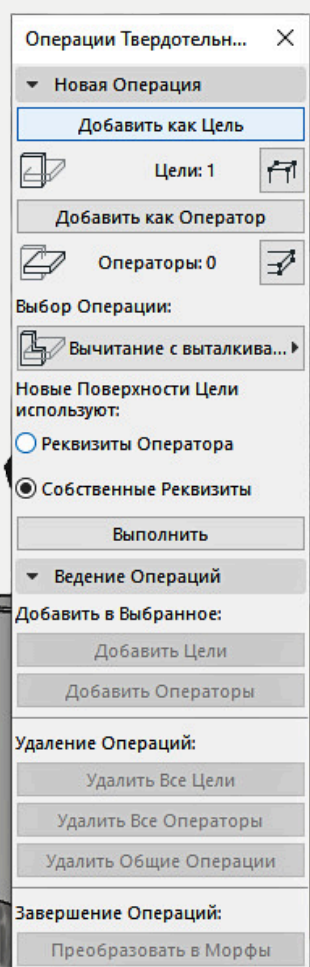 Операции Твердотельн...
Новая Операция
Добавить как Цель
Цели: 1
Добавить как Оператор
Операторы: 0
Выбор Операции:
Вычитание с выталкива...
Новые Поверхности Цели
используют:
Реквизиты Оператора
Собственные Реквизиты
Выполнить
Ведение Операций
Добавить в Выбранное:
Добавить Цели
Добавить Операторы
Удаление Операций:
Удалить Все Цели
Удалить Все Операторы
Удалить Общие Операции
Завершение Операций:
Преобразовать в Морфы